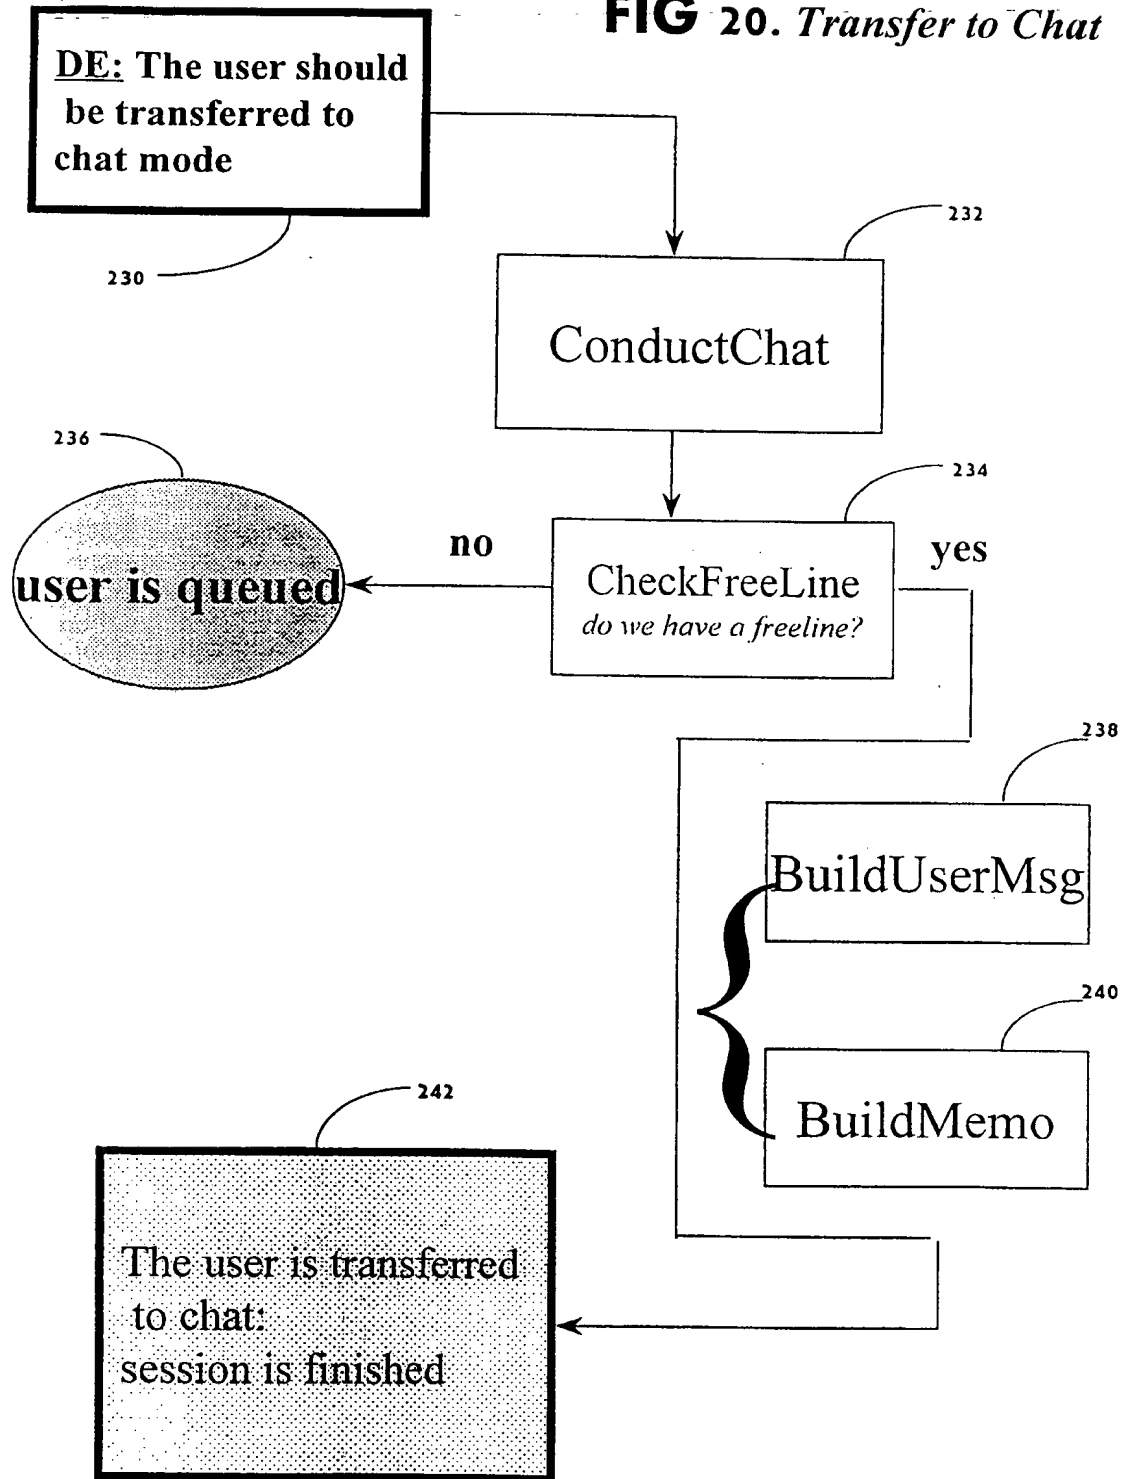 FIG 20. Transfer to Chat
DE: The user should
be transferred to
chat mode
230
232
ConductChat
236
234
no
yes
user is queued
CheckFreeLine
do we have a freeline?
238
BuildUserMsg
240
BuildMemo
242
The user is transferred
to chat:
session is finished